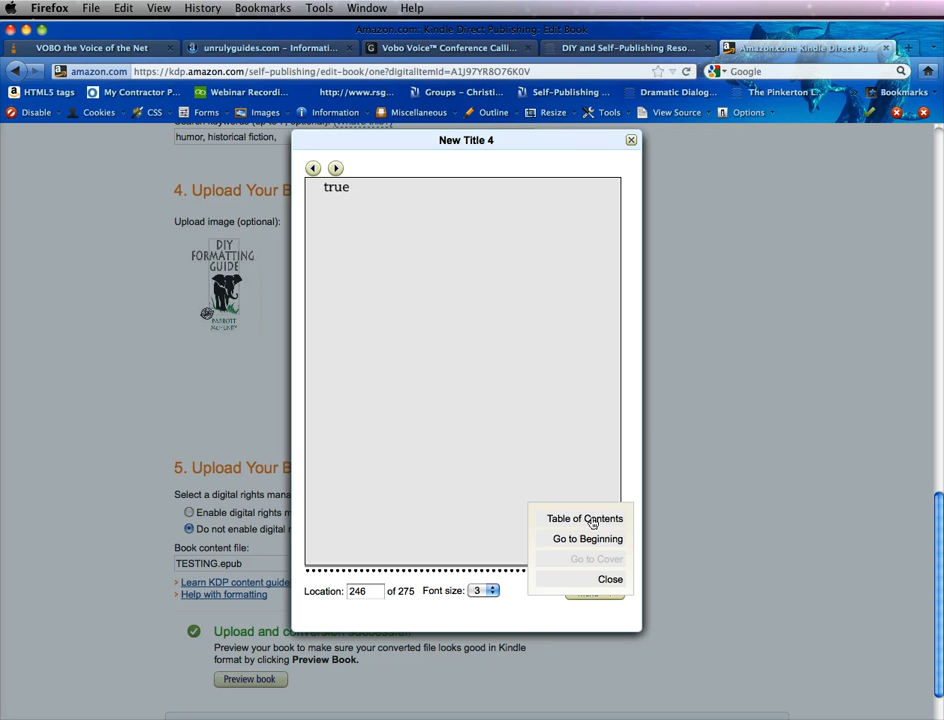 Firefox File Edit View History Bookmarks Tools Window Help
Amazon.com: Kindle Direct Publishing: Edit Book
VOBO the Voice of the Net
unrulyguides.com – Informati...
Vobo Voice™ Conference Calli...
DIY and Self–Publishing Reso...
Amazon.com: Kindle Direct Pu...
amazon.com https://kdp.amazon.com/self-publishing/edit-book/one?digitalItemId=A1J97YR8O76K0V
Google
HTML5 tags My Contractor P... Webinar Recordi... http://www.rsg... Groups – Christi... Self–Publishing ... Dramatic Dialog... The Pinkerton L... Bookmarks
Disable Cookies CSS Forms Images Information Miscellaneous Outline Resize Tools View Source Options
humor, historical fiction,
New Title 4
true
4. Upload Your B
Upload image (optional):
DIY
FORMATTING
GUIDE
5. Upload Your B
Select a digital rights mana
Enable digital rights m
Do not enable digital
Book content file:
TESTING.epub
Learn KDP content guide
Help with formatting
Table of Contents
Go to Beginning
Go to Cover
Close
Location: 246 of 275 Font size: 3
Upload and conversion successful!
Preview your book to make sure your converted file looks good in Kindle
format by clicking Preview Book.
Preview book